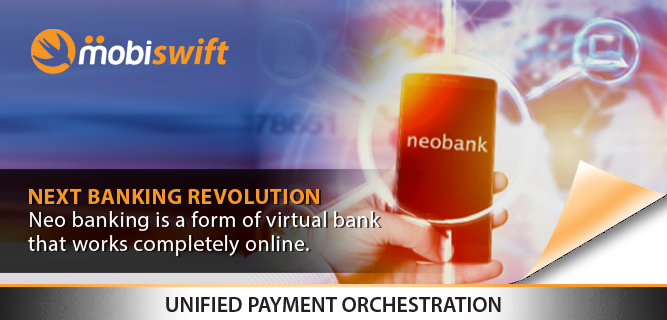 mobiswift
neobank
NEXT BANKING REVOLUTION
Neo banking is a form of virtual bank
that works completely online.
UNIFIED PAYMENT ORCHESTRATION